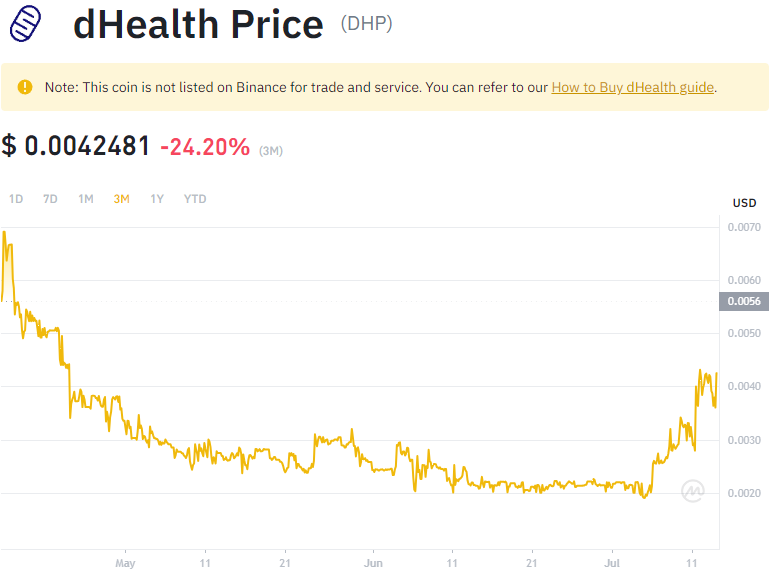 dHealth Price (DHP)
Note: This coin is not listed on Binance for trade and service. You can refer to our How to Buy dHealth guide.
$ 0.0042481 -24.20% (3M)
1D 7D 1M 3M 1Y YTD
USD
0.0070
0.0060
0.0056
0.0050
0.0040
0.0030
0.0020
May 11 21 Jun 11 21 Jul 11